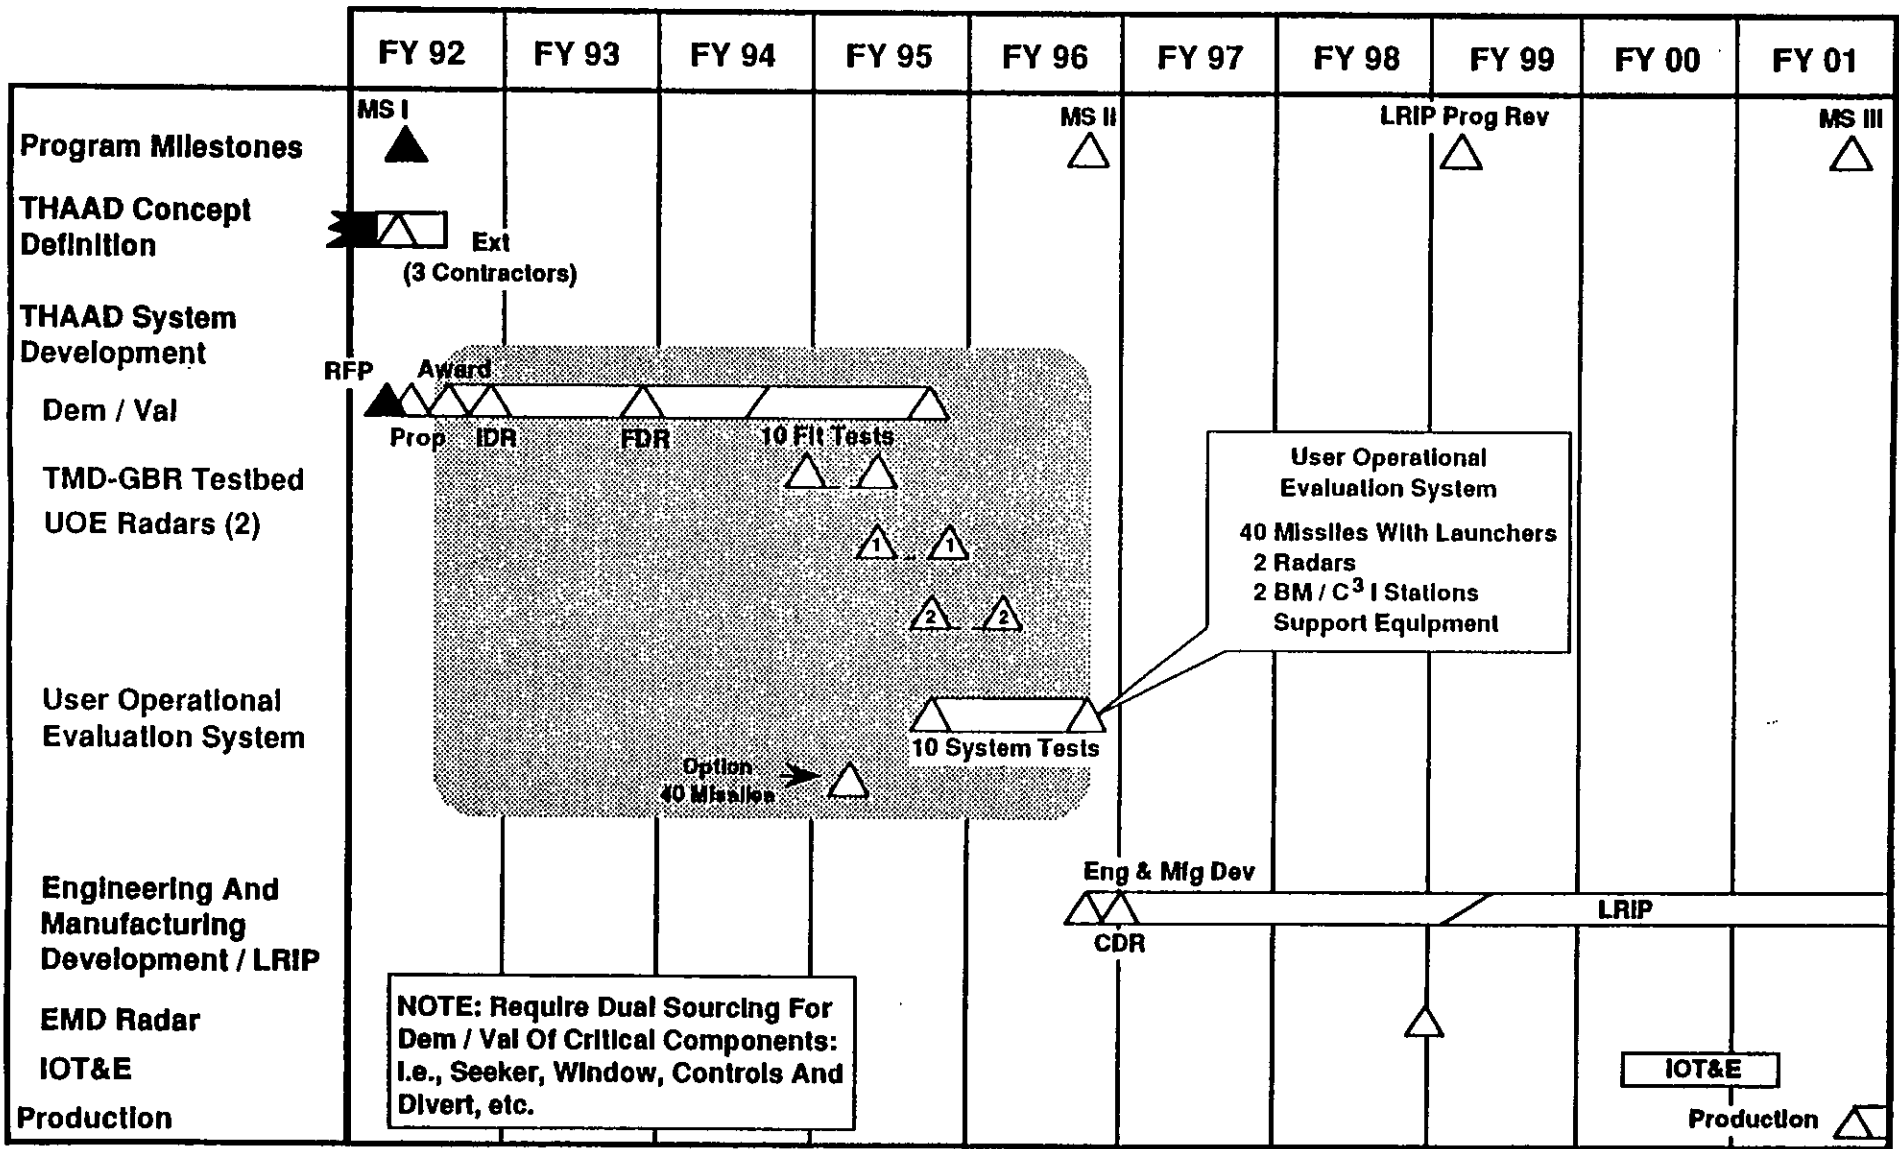 FY 92 FY 93 FY 94 FY 95 FY 96 FY 97 FY 98 FY 99 FY 00 FY 01
MS I
MS II
LRIP Prog Rev
MS III
Program Milestones
THAAD Concept
Definition
Ext
(3 Contractors)
THAAD System
Development
RFP
Award
Dem / Val
Prop
IDR
FDR
10 Flt Tests
TMD-GBR Testbed
UOE Radars (2)
1
1
2
2
User Operational
Evaluation System
40 Missiles With Launchers
2 Radars
2 BM / C3 I Stations
Support Equipment
User Operational
Evaluation System
10 System Tests
Option
40 Missiles
Eng & Mfg Dev
Engineering And
Manufacturing
Development / LRIP
LRIP
CDR
NOTE: Require Dual Sourcing For
Dem / Val Of Critical Components:
I.e., Seeker, Window, Controls And
Divert, etc.
EMD Radar
IOT&E
IOT&E
Production
Production